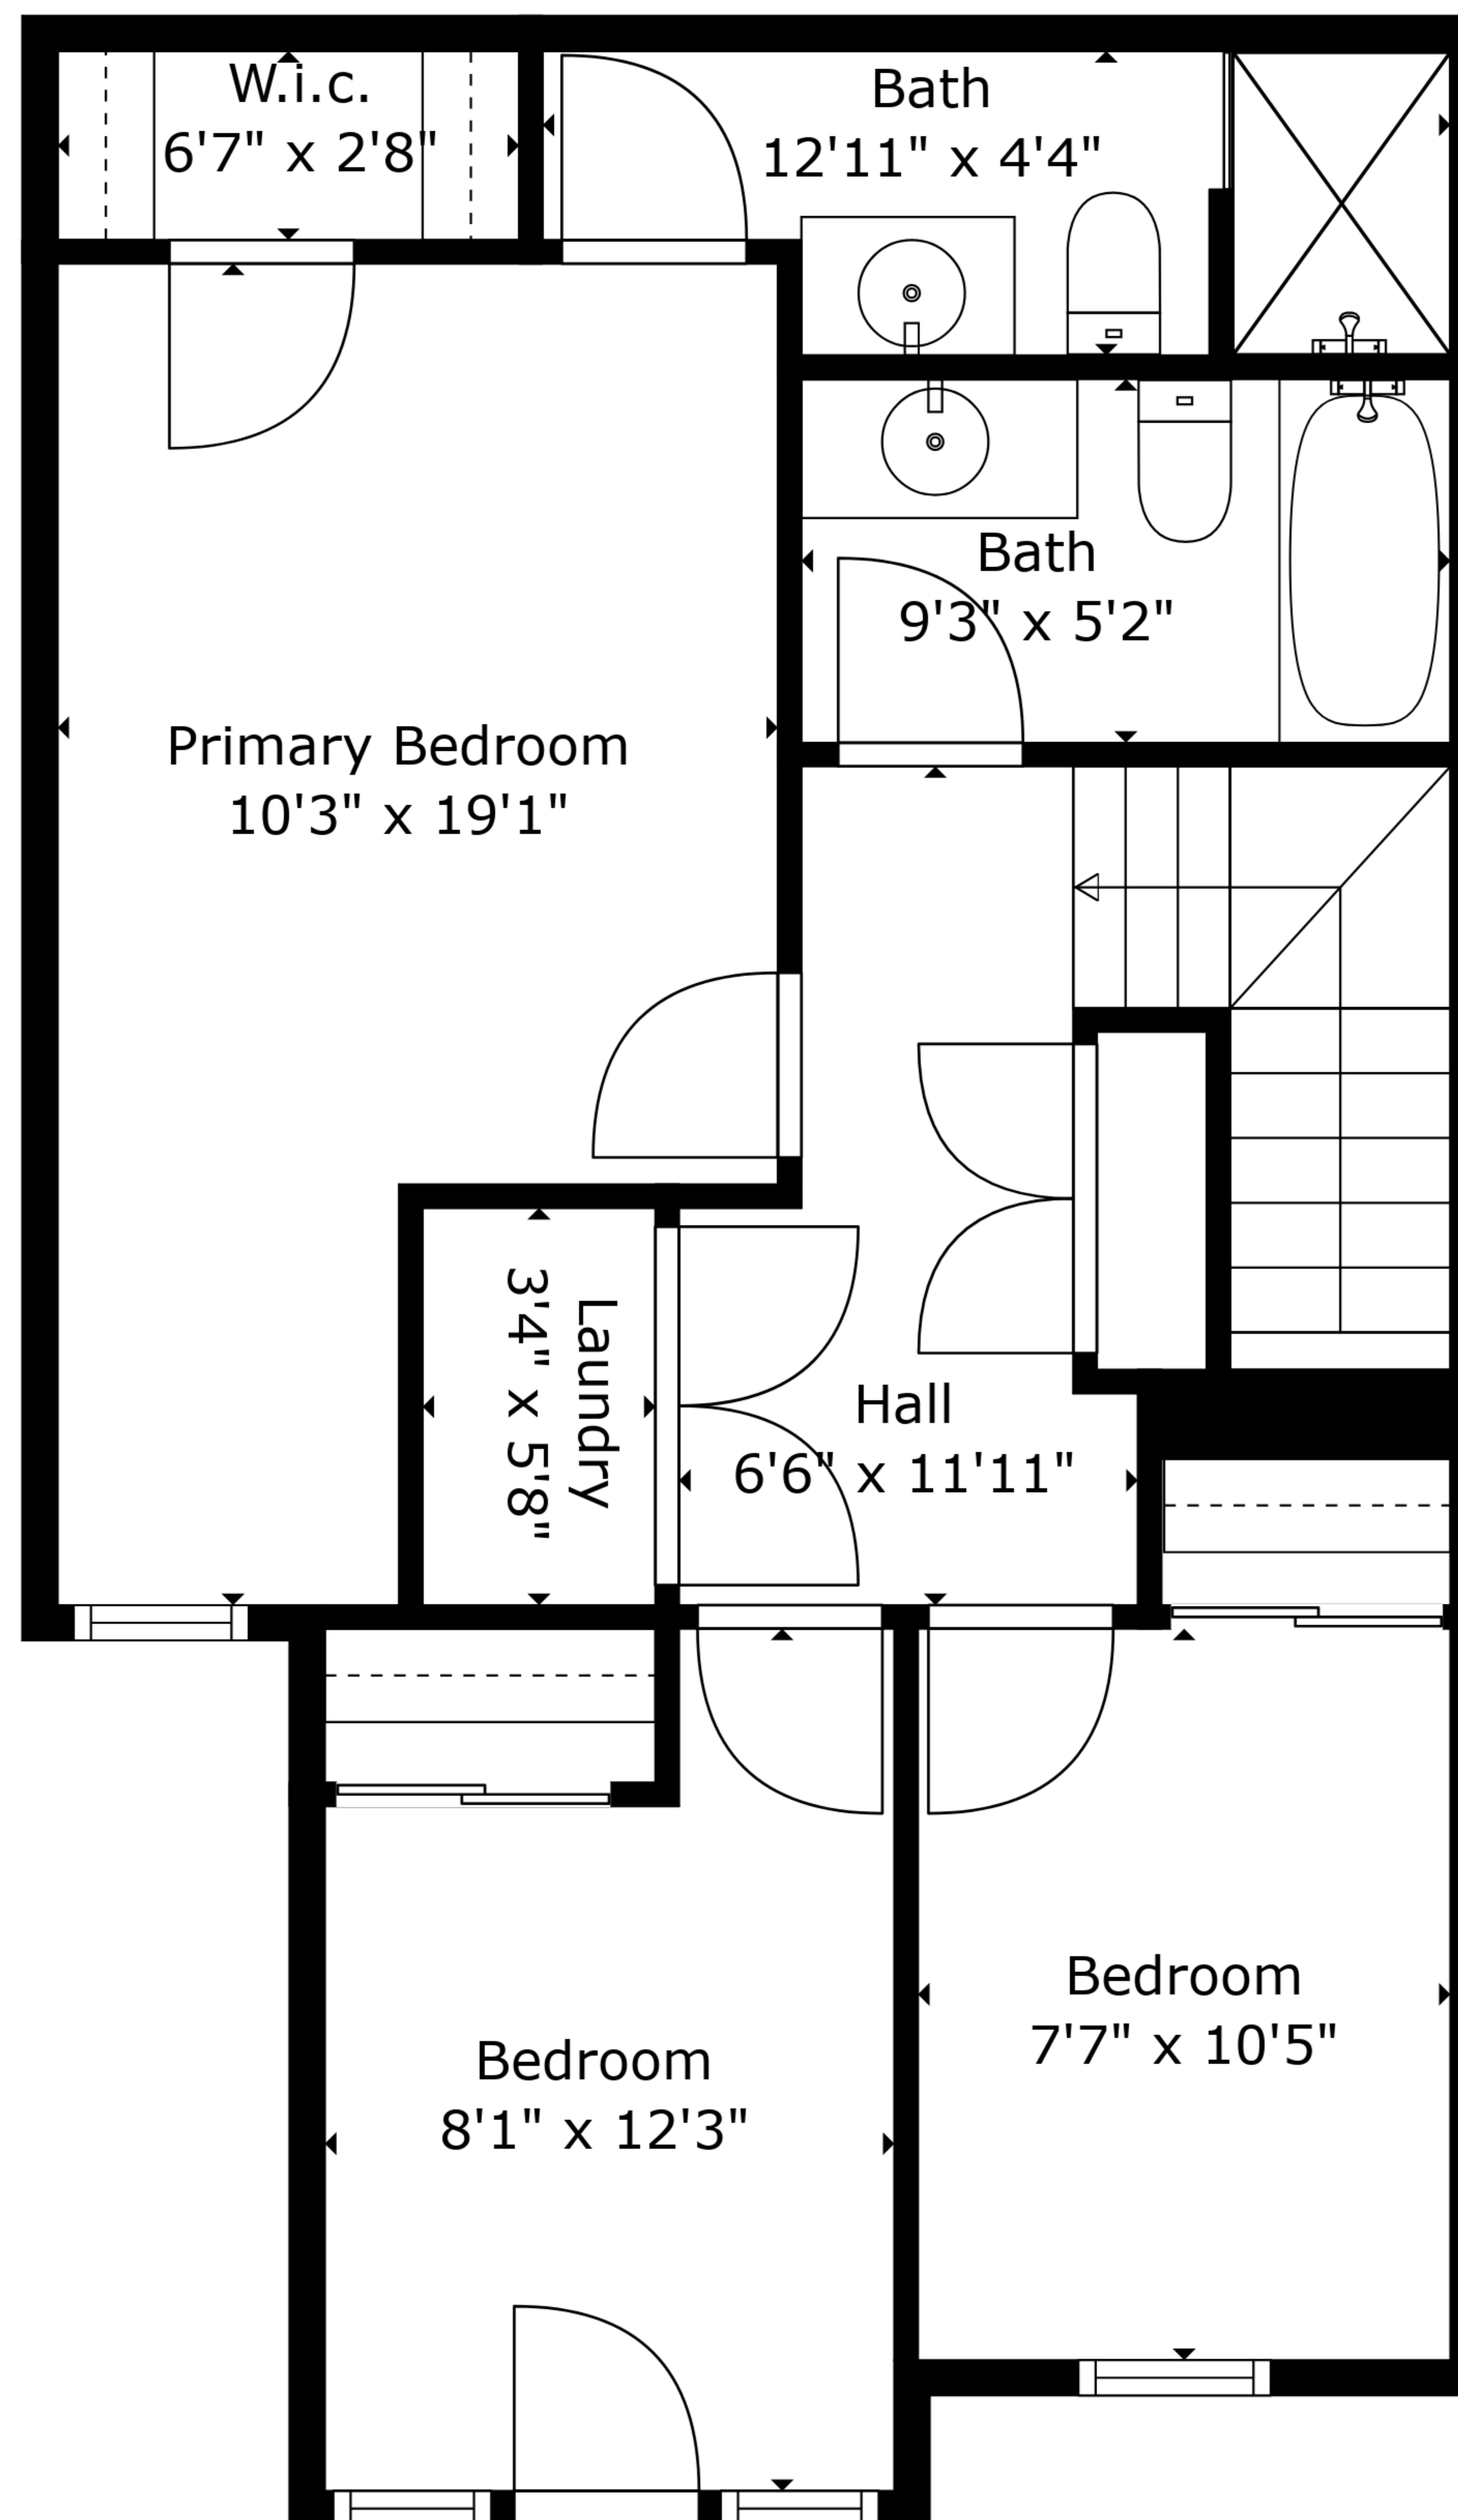 W.i.c.
6'7" x 2'8"
Bath
12'11" x 4'4"
Bath
9'3" x 5'2"
Primary Bedroom
10'3" x 19'1"
Laundry
3'4" x 5'8"
Hall
6'6" x 11'11"
Bedroom
7'7" x 10'5"
Bedroom
8'1" x 12'3"